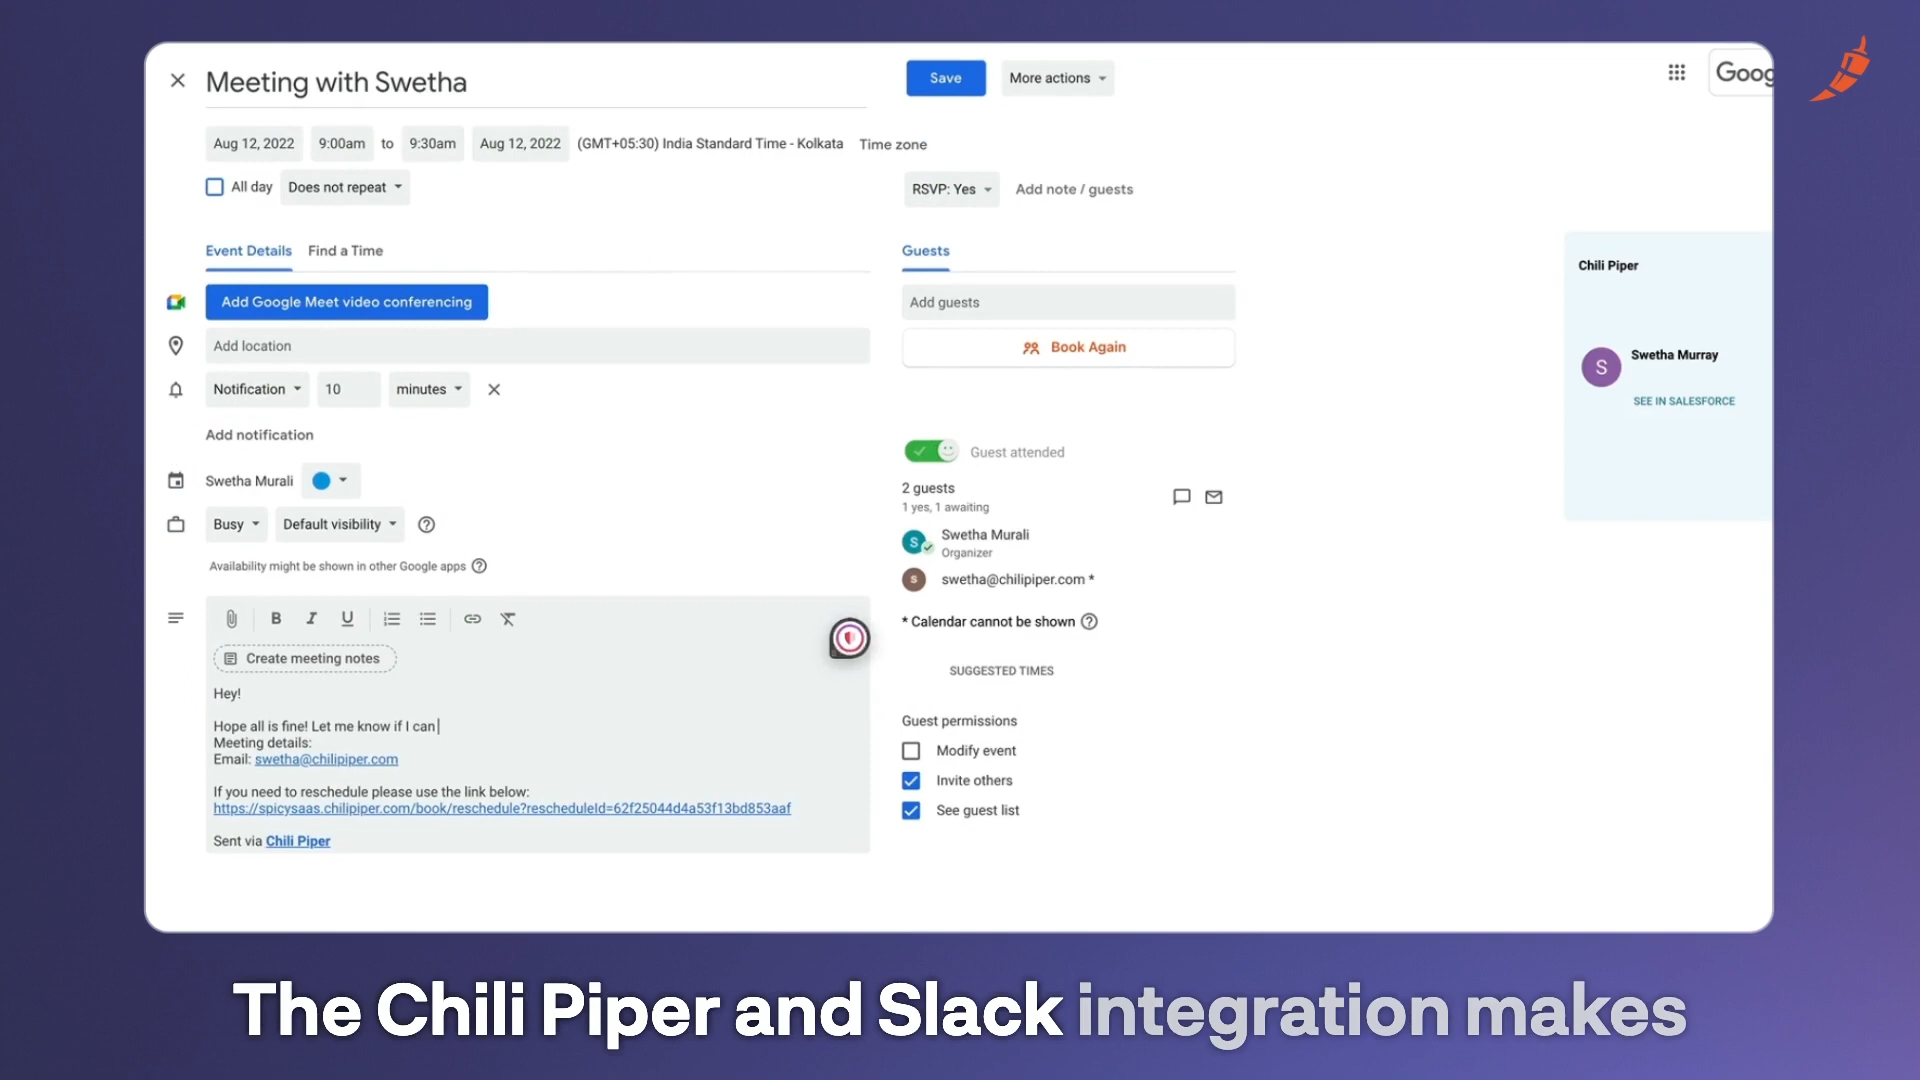 Meeting with Swetha
Save
More actions
Goog
Aug 12, 2022
9:00am
to
9:30am
Aug 12, 2022
(GMT+05:30) India Standard Time - Kolkata
Time zone
All day
Does not repeat
RSVP: Yes
Add note / guests
Event Details
Find a Time
Guests
Chili Piper
Add Google Meet video conferencing
Add guests
Add location
Book Again
Swetha Murray
S
SEE IN SALESFORCE
Notification
10
minutes
Add notification
Guest attended
Swetha Murali
2 guests
1 yes, 1 awaiting
Busy
Default visibility
S
Swetha Murali
Organizer
Availability might be shown in other Google apps
S
swetha@chilipiper.com *
B
I
U
* Calendar cannot be shown
Create meeting notes
SUGGESTED TIMES
Hey!
Hope all is fine! Let me know if I can
Meeting details:
Email: swetha@chilipiper.com
If you need to reschedule please use the link below:
https://spicysaas.chilipiper.com/book/reschedule?rescheduleId=62f25044d4a53f13bd853aaf
Sent via Chili Piper
Guest permissions
Modify event
Invite others
See guest list
The Chili Piper and Slack integration makes